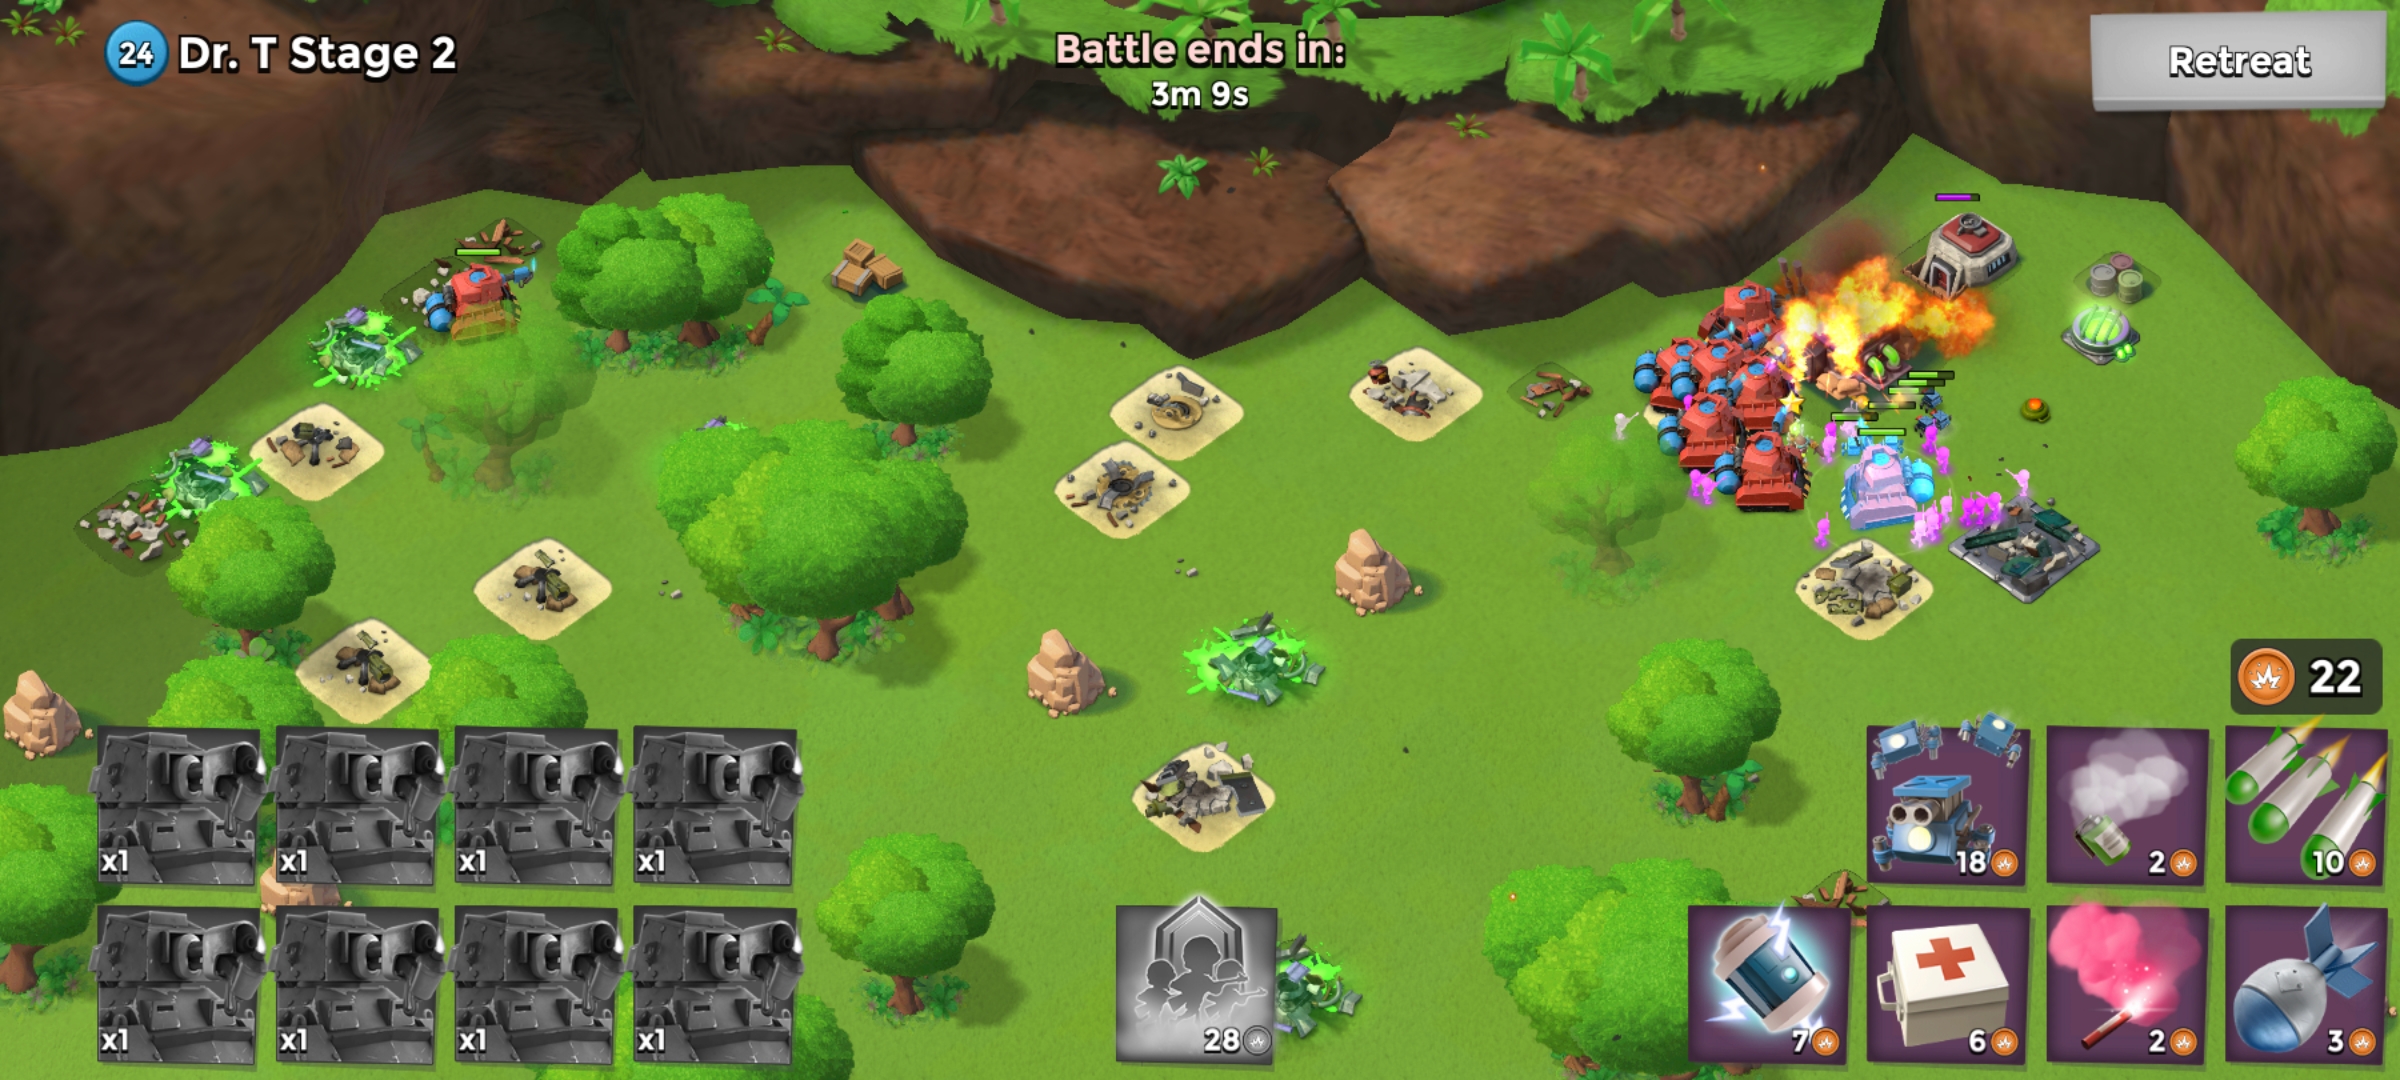 24 Dr. T Stage 2
Battle ends in:
3m 9s
Retreat
22
x1 x1 x1 x1
18 2 10
x1 x1 x1 x1
28
7 6 2 3